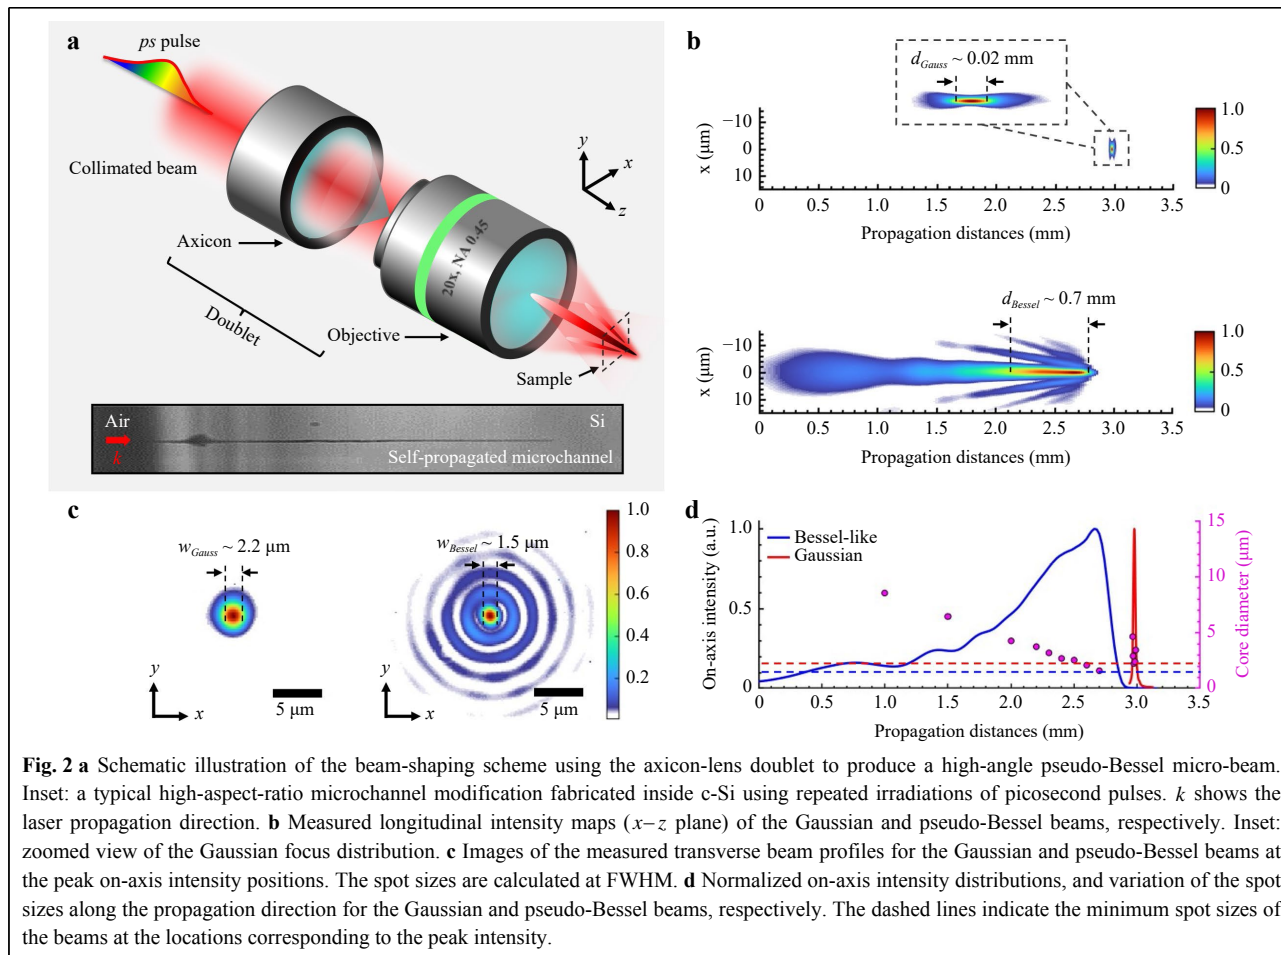 a
ps pulse
Collimated beam
Axicon
Doublet
Objective
20x, NA 0.45
Sample
y
x
z
Air
Si
k
Self-propagated microchannel
b
d_Gauss ~ 0.02 mm
x (μm)
−10
0
10
0 0.5 1.0 1.5 2.0 2.5 3.0 3.5
Propagation distances (mm)
1.0
0.5
0
d_Bessel ~ 0.7 mm
x (μm)
−10
0
10
0 0.5 1.0 1.5 2.0 2.5 3.0 3.5
Propagation distances (mm)
1.0
0.5
0
c
w_Gauss ~ 2.2 μm
y
x
5 μm
w_Bessel ~ 1.5 μm
y
x
5 μm
1.0
0.8
0.6
0.4
0.2
d
On-axis intensity (a.u.)
1.0
0.5
0
Bessel-like
Gaussian
15
10
5
0
Core diameter (μm)
0 0.5 1.0 1.5 2.0 2.5 3.0 3.5
Propagation distances (mm)
Fig. 2 a Schematic illustration of the beam-shaping scheme using the axicon-lens doublet to produce a high-angle pseudo-Bessel micro-beam.
Inset: a typical high-aspect-ratio microchannel modification fabricated inside c-Si using repeated irradiations of picosecond pulses. k shows the
laser propagation direction. b Measured longitudinal intensity maps (x–z plane) of the Gaussian and pseudo-Bessel beams, respectively. Inset:
zoomed view of the Gaussian focus distribution. c Images of the measured transverse beam profiles for the Gaussian and pseudo-Bessel beams at
the peak on-axis intensity positions. The spot sizes are calculated at FWHM. d Normalized on-axis intensity distributions, and variation of the spot
sizes along the propagation direction for the Gaussian and pseudo-Bessel beams, respectively. The dashed lines indicate the minimum spot sizes of
the beams at the locations corresponding to the peak intensity.